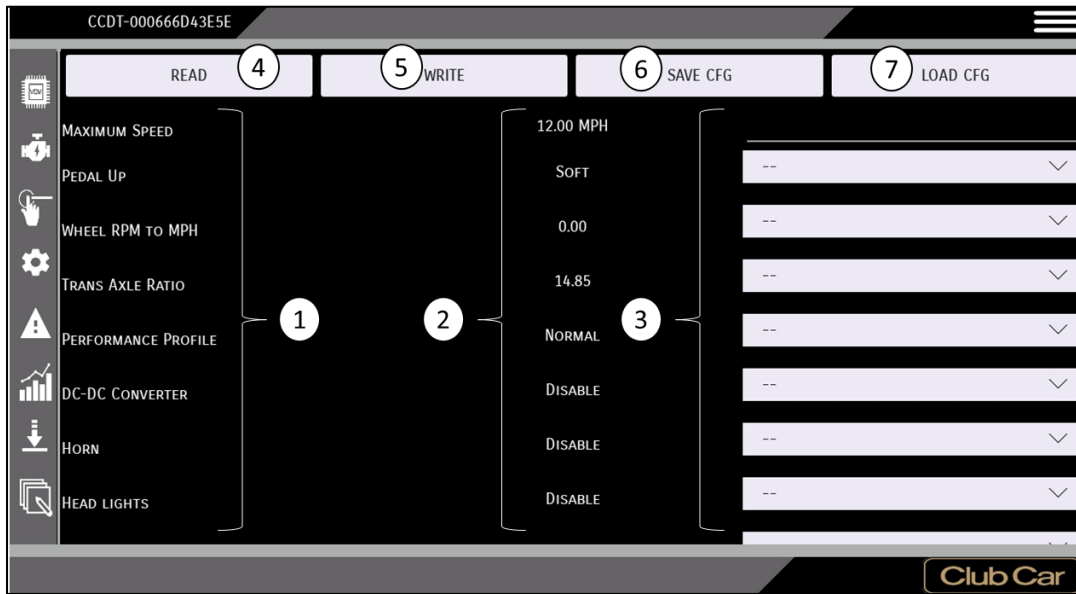 CCDT-000666D43E5E
READ 4 5 WRITE 6 SAVE CFG 7 LOAD CFG
Maximum Speed 12.00 MPH
Pedal Up Soft --
Wheel RPM to MPH 0.00 --
Trans Axle Ratio 14.85 --
1 2 3
Performance Profile Normal --
DC-DC Converter Disable --
Horn Disable --
Head lights Disable --
Club Car